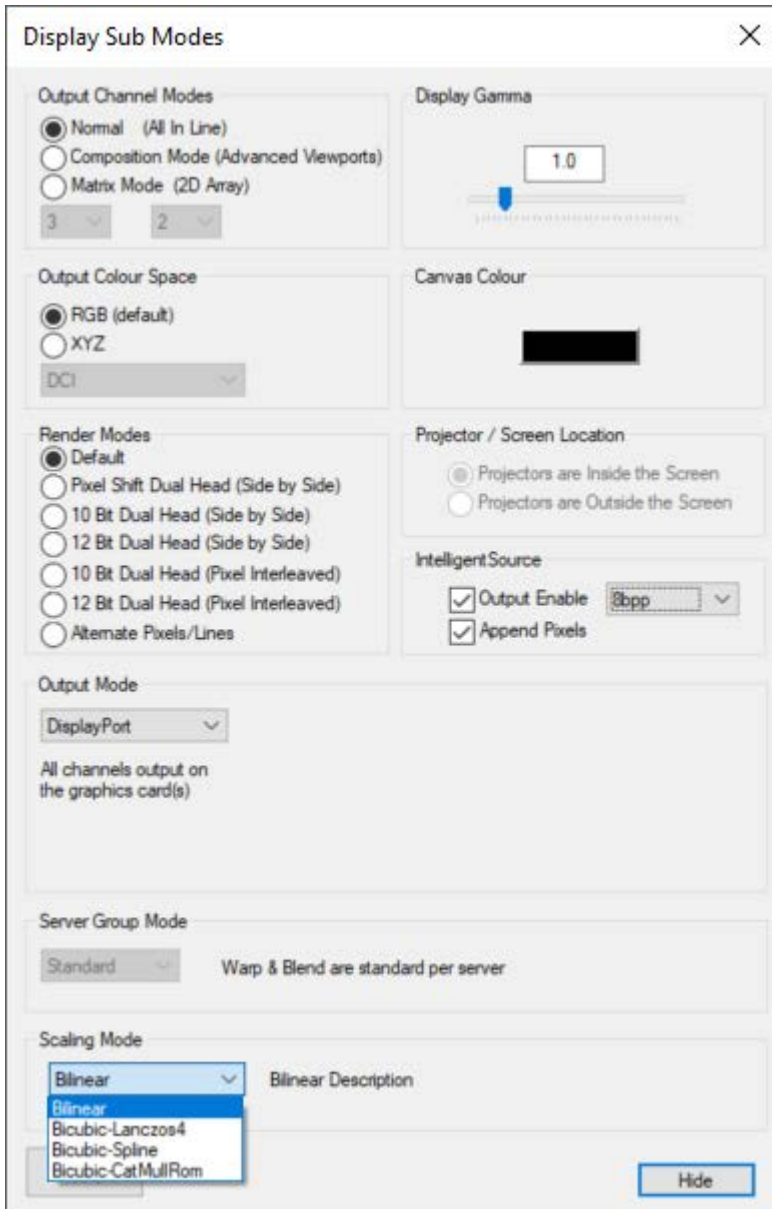 Display Sub Modes
Output Channel Modes
Normal (All In Line)
Composition Mode (Advanced Viewports)
Matrix Mode (2D Array)
3 2
Display Gamma
1.0
Output Colour Space
RGB (default)
XYZ
DCI
Canvas Colour
Render Modes
Default
Pixel Shift Dual Head (Side by Side)
10 Bit Dual Head (Side by Side)
12 Bit Dual Head (Side by Side)
10 Bit Dual Head (Pixel Interleaved)
12 Bit Dual Head (Pixel Interleaved)
Alternate Pixels/Lines
Projector / Screen Location
Projectors are Inside the Screen
Projectors are Outside the Screen
IntelligentSource
Output Enable 8bpp
Append Pixels
Output Mode
DisplayPort
All channels output on
the graphics card(s)
Server Group Mode
Standard Warp & Blend are standard per server
Scaling Mode
Bilinear Bilinear Description
Bilinear
Bicubic-Lanczos4
Bicubic-Spline
Bicubic-CatMullRom
Hide